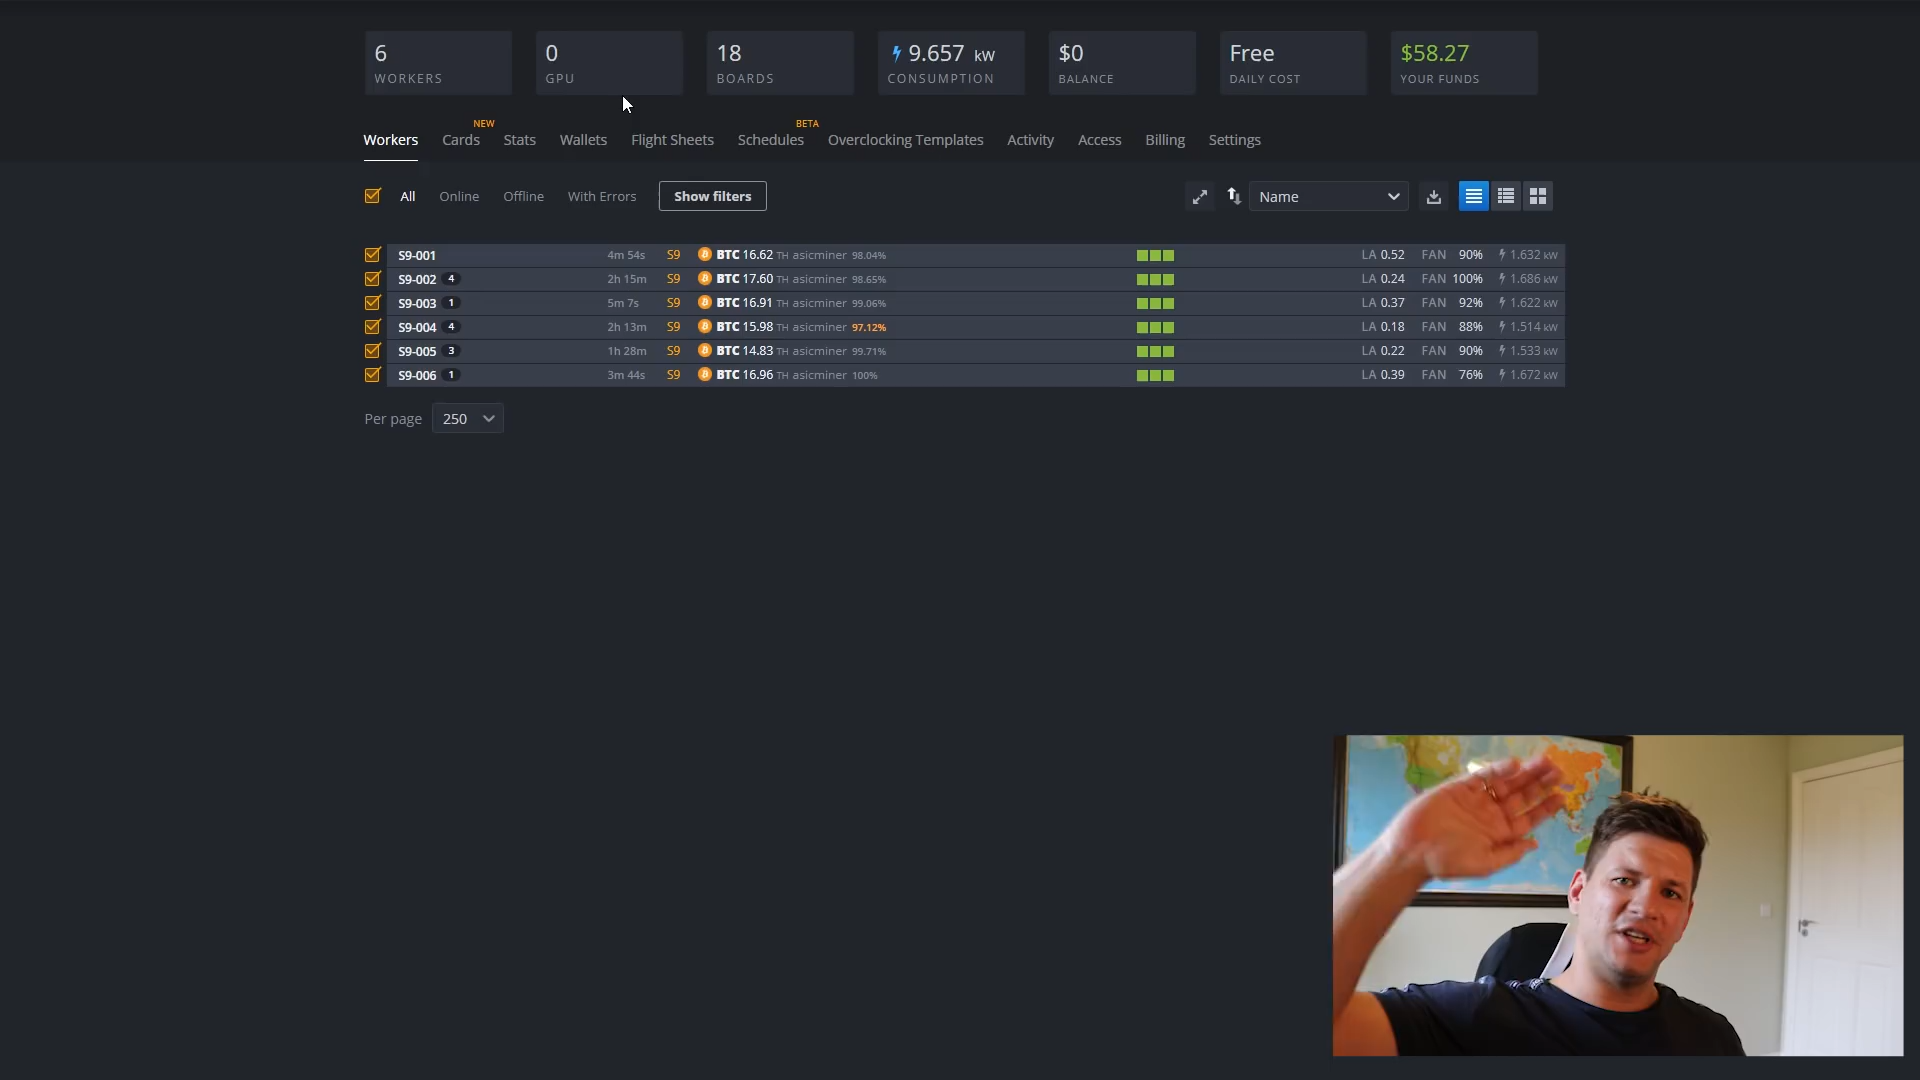 6 0 18 9.657 kW $0 Free $58.27
WORKERS GPU BOARDS CONSUMPTION BALANCE DAILY COST YOUR FUNDS
NEW BETA
Workers Cards Stats Wallets Flight Sheets Schedules Overclocking Templates Activity Access Billing Settings
All Online Offline With Errors Show filters Name
S9-001 4m 54s S9 BTC 16.62 TH asicminer 98.04% LA 0.52 FAN 90% 1.632 kW
S9-002 4 2h 15m S9 BTC 17.60 TH asicminer 98.65% LA 0.24 FAN 100% 1.686 kW
S9-003 1 5m 7s S9 BTC 16.91 TH asicminer 99.06% LA 0.37 FAN 92% 1.622 kW
S9-004 4 2h 13m S9 BTC 15.98 TH asicminer 97.12% LA 0.18 FAN 88% 1.514 kW
S9-005 3 1h 28m S9 BTC 14.83 TH asicminer 99.71% LA 0.22 FAN 90% 1.533 kW
S9-006 1 3m 44s S9 BTC 16.96 TH asicminer 100% LA 0.39 FAN 76% 1.672 kW
Per page 250